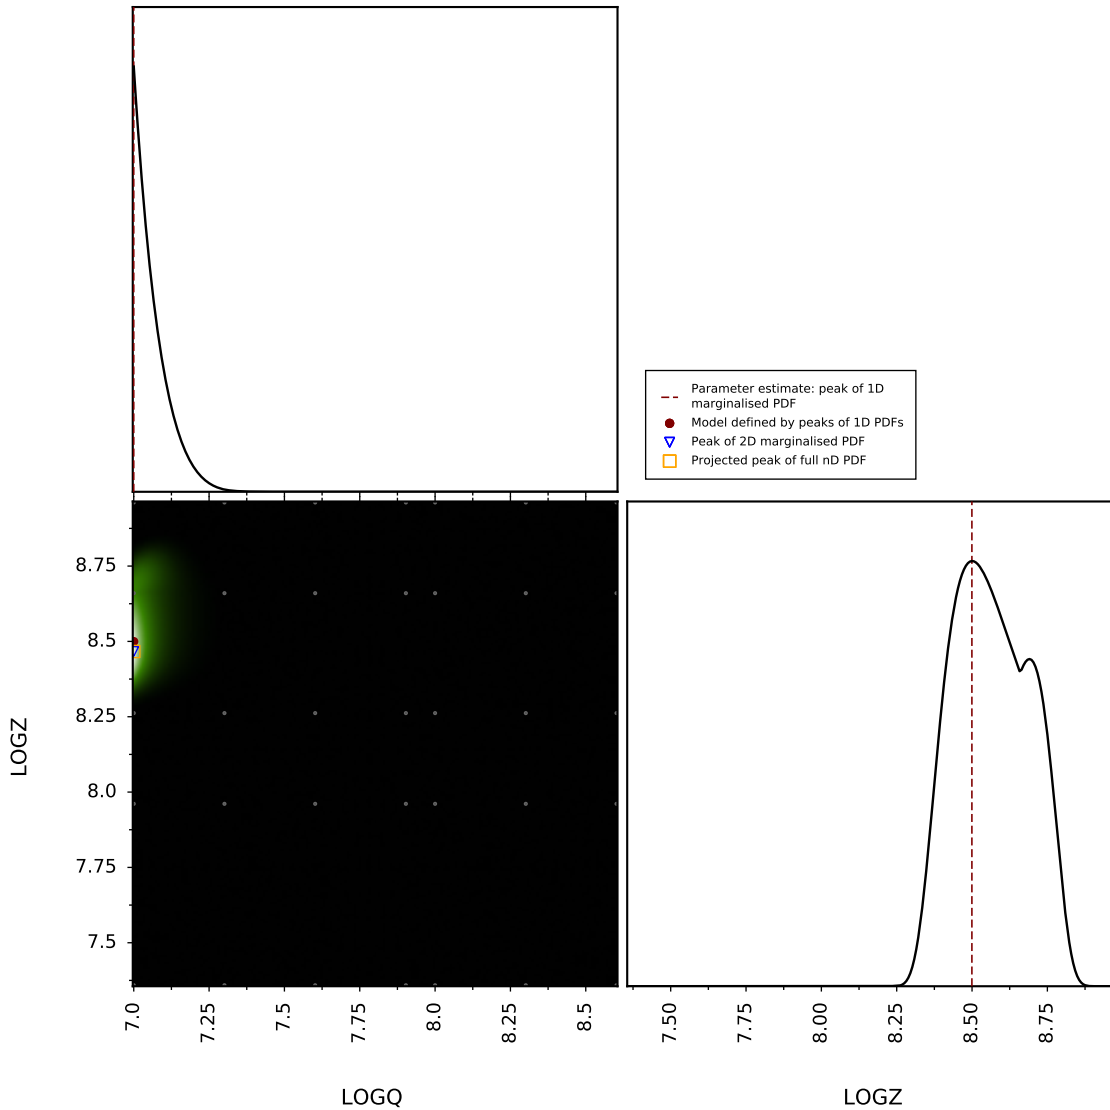 Parameter estimate: peak of 1D
marginalised PDF
Model defined by peaks of 1D PDFs
Peak of 2D marginalised PDF
Projected peak of full nD PDF
8.75
8.5
8.25
8.0
7.75
7.5
LOGZ
7.0 7.25 7.5 7.75 8.0 8.25 8.5
LOGQ
7.50 7.75 8.00 8.25 8.50 8.75
LOGZ